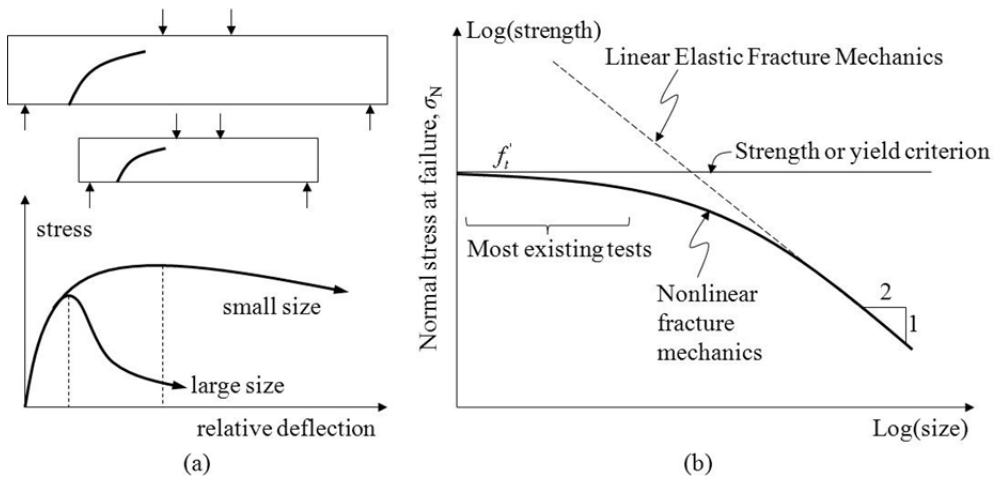 stress
small size
large size
relative deflection
(a)
Log(strength)
Linear Elastic Fracture Mechanics
Normal stress at failure, σN
f't
Strength or yield criterion
Most existing tests
Nonlinear
fracture
mechanics
2
1
Log(size)
(b)